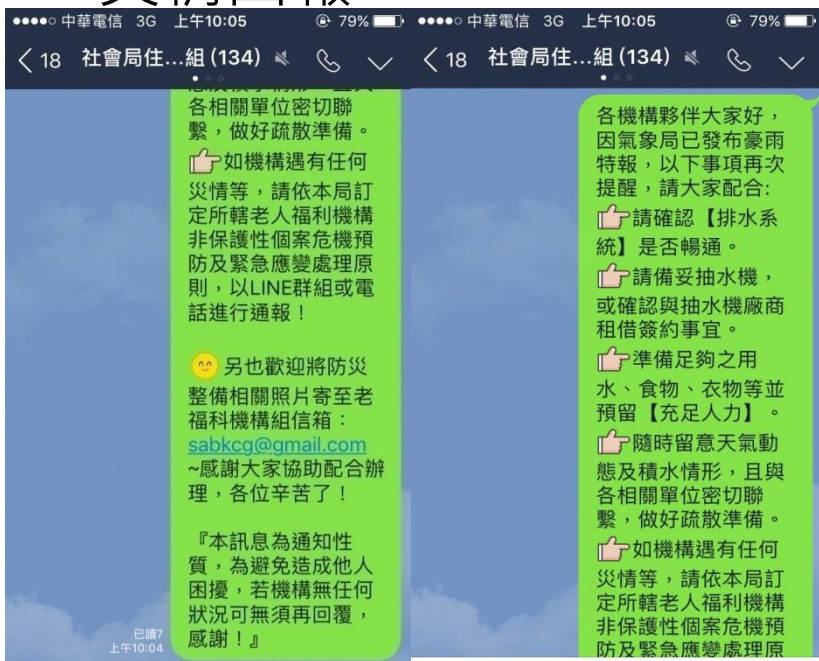 ●●●●○ 中華電信 3G 上午10:05 79%
18 社會局住...組 (134)
各相關單位密切聯
繫，做好疏散準備。
👉如機構遇有任何
災情等，請依本局訂
定所轄老人福利機構
非保護性個案危機預
防及緊急應變處理原
則，以LINE群組或電
話進行通報！
😊 另也歡迎將防災
整備相關照片寄至老
福科機構組信箱：
sabkcg@gmail.com
~感謝大家協助配合辦
理，各位辛苦了！
『本訊息為通知性
質，為避免造成他人
困擾，若機構無任何
狀況可無須再回覆，
感謝！』
已讀7
上午10:04
●●●●○ 中華電信 3G 上午10:05 79%
18 社會局住...組 (134)
各機構夥伴大家好，
因氣象局已發布豪雨
特報，以下事項再次
提醒，請大家配合:
👉請確認【排水系
統】是否暢通。
👉請備妥抽水機，
或確認與抽水機廠商
租借簽約事宜。
👉準備足夠之用
水、食物、衣物等並
預留【充足人力】。
👉隨時留意天氣動
態及積水情形，且與
各相關單位密切聯
繫，做好疏散準備。
👉如機構遇有任何
災情等，請依本局訂
定所轄老人福利機構
非保護性個案危機預
防及緊急應變處理原